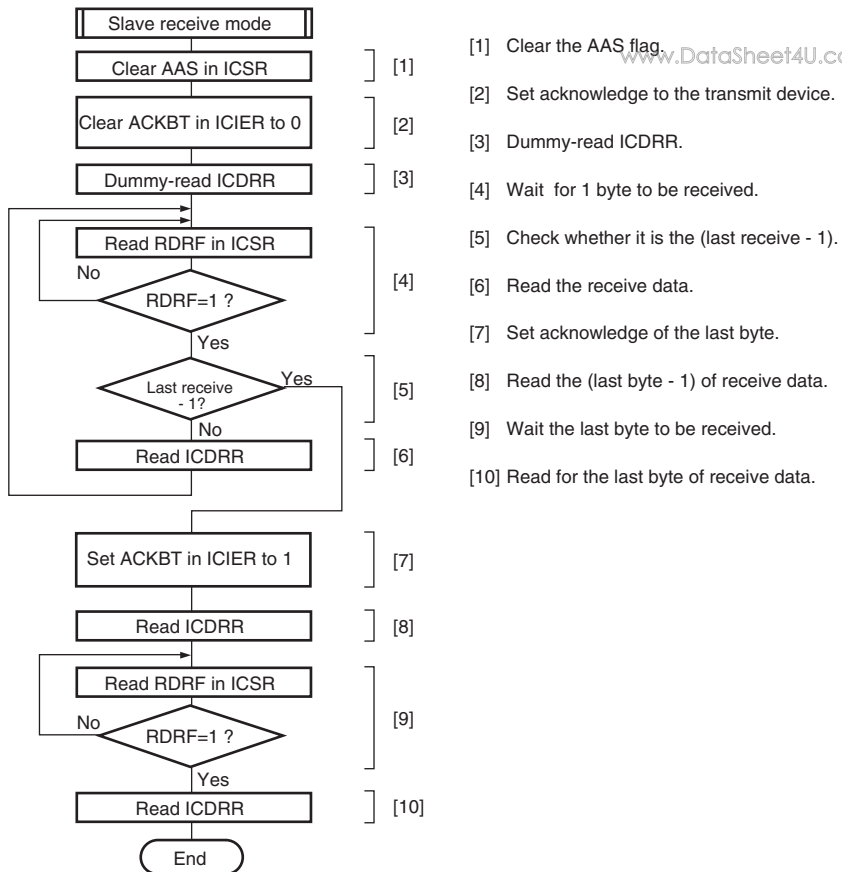 Slave receive mode
Clear AAS in ICSR
[1]
Clear ACKBT in ICIER to 0
[2]
Dummy-read ICDRR
[3]
Read RDRF in ICSR
No
RDRF=1 ?
[4]
Yes
Last receive
- 1?
Yes
[5]
No
Read ICDRR
[6]
Set ACKBT in ICIER to 1
[7]
Read ICDRR
[8]
Read RDRF in ICSR
No
RDRF=1 ?
[9]
Yes
Read ICDRR
[10]
End
[1] Clear the AAS flag.
www.DataSheet4U.co
[2] Set acknowledge to the transmit device.
[3] Dummy-read ICDRR.
[4] Wait for 1 byte to be received.
[5] Check whether it is the (last receive - 1).
[6] Read the receive data.
[7] Set acknowledge of the last byte.
[8] Read the (last byte - 1) of receive data.
[9] Wait the last byte to be received.
[10] Read for the last byte of receive data.